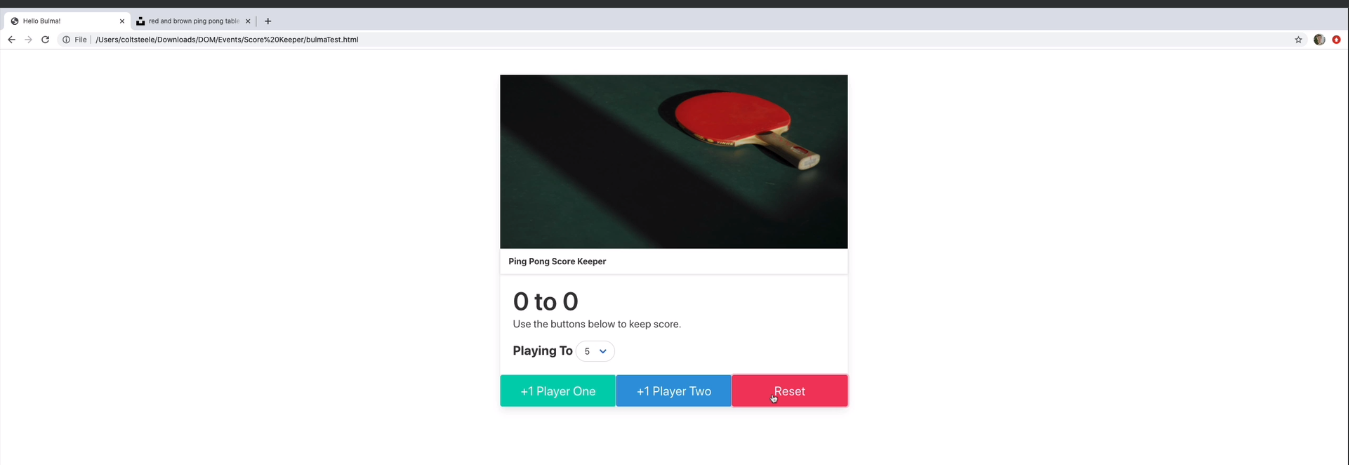 Hello Bulma!
red and brown ping pong table
File
/Users/coltsteele/Downloads/DOM/Events/Score%20Keeper/bulmaTest.html
Ping Pong Score Keeper
0 to 0
Use the buttons below to keep score.
Playing To 5
+1 Player One +1 Player Two Reset